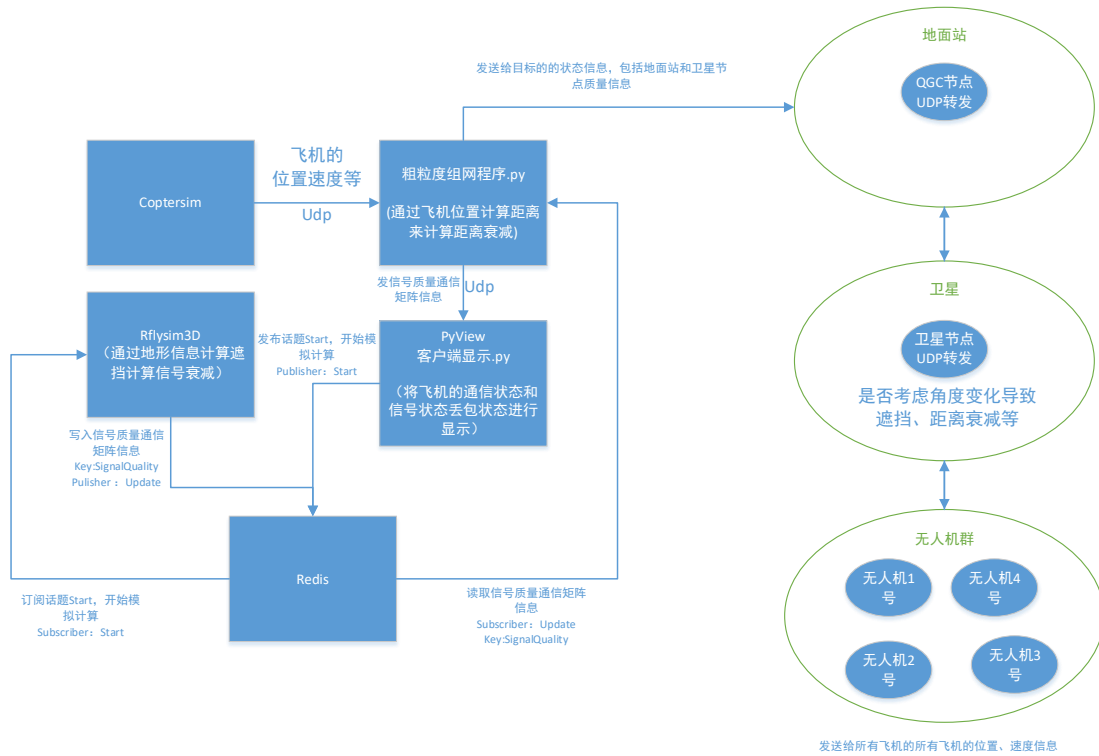 地面站
QGC节点
UDP转发
发送给目标的的状态信息，包括地面站和卫星节
点质量信息
Coptersim
飞机的
位置速度等
Udp
粗粒度组网程序.py
(通过飞机位置计算距离
来计算距离衰减)
发信号质量通信
矩阵信息
Udp
Rflysim3D
（通过地形信息计算遮
挡计算信号衰减）
发布话题Start，开始模
拟计算
Publisher：Start
PyView
客户端显示.py
（将飞机的通信状态和
信号状态丢包状态进行
显示）
写入信号质量通信
矩阵信息
Key:SignalQuality
Pulisher ：Update
Redis
订阅话题Start，开始模
拟计算
Subscriber：Start
读取信号质量通信矩阵
信息
Subscriber：Update
Key:SignalQuality
卫星
卫星节点
UDP转发
是否考虑角度变化导致
遮挡、距离衰减等
无人机群
无人机1
号
无人机4
号
无人机2
号
无人机3
号
发送给所有飞机的所有飞机的位置、速度信息